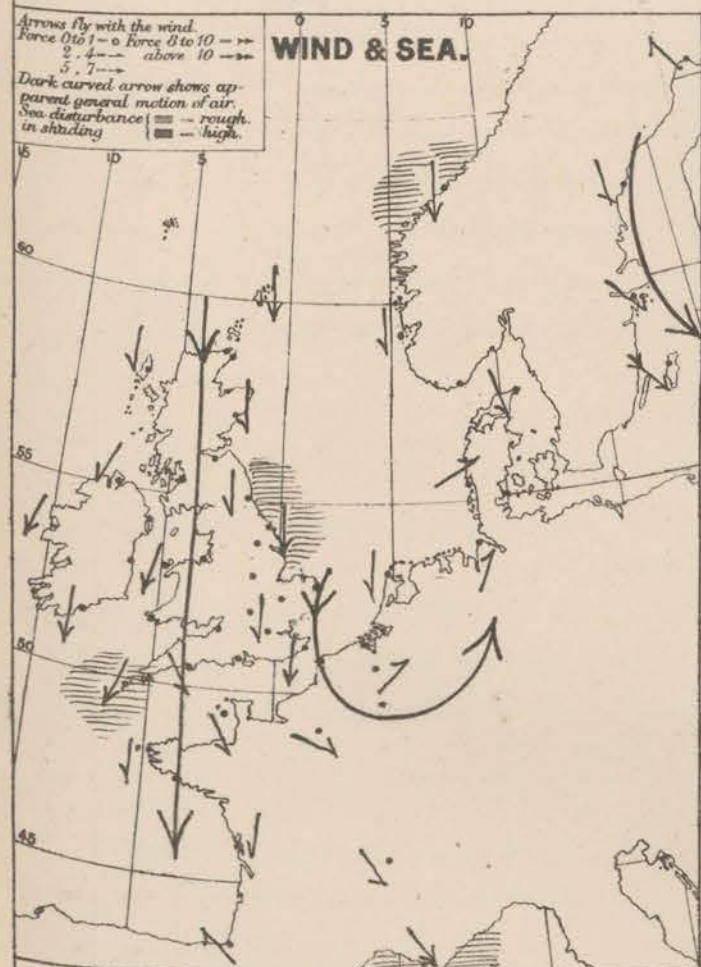 Arrows fly with the wind.
Force 0 to 1 – o Force 8 to 10 –
2 . 4 – above 10 –
5 . 7 –
Dark curved arrow shows ap-
parent general motion of air.
Sea disturbance { – rough.
in shading – high.
WIND & SEA.
0 5 10
15 10 5
60
55
50
45